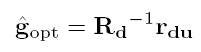 ĝ_opt = R_d⁻¹ r_du